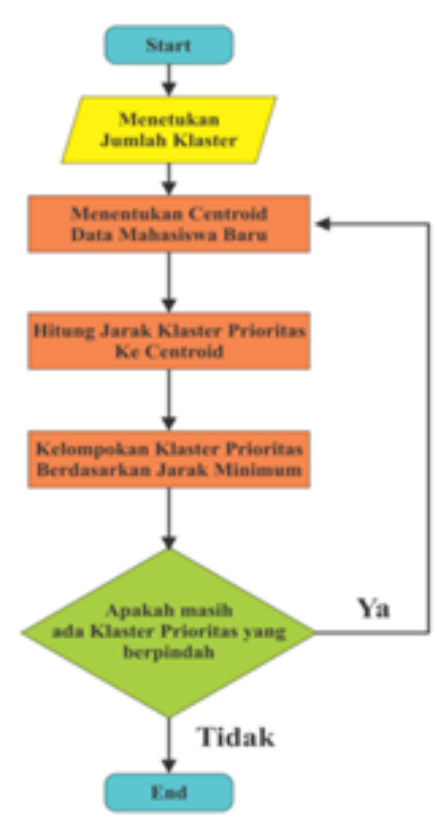 Start
Menetukan
Jumlah Klaster
Menentukan Centroid
Data Mahasiswa Baru
Hitung Jarak Klaster Prioritas
Ke Centroid
Kelompokan Klaster Prioritas
Berdasarkan Jarak Minimum
Apakah masih
ada Klaster Prioritas yang
berpindah
Ya
Tidak
End